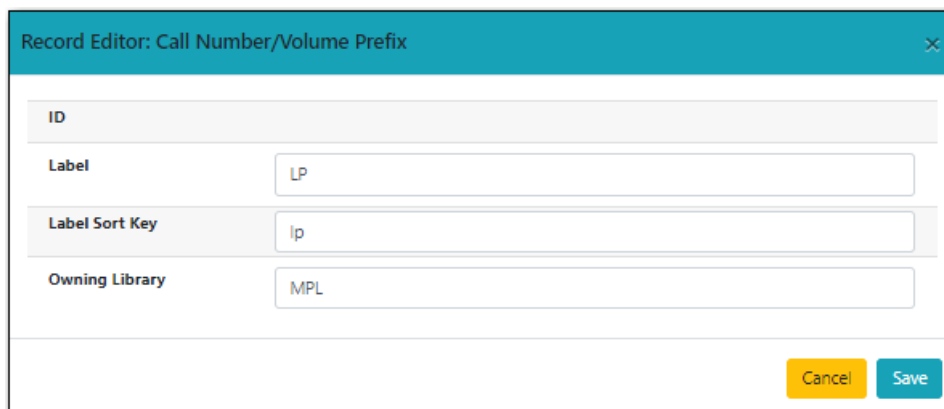 Record Editor: Call Number/Volume Prefix ×
ID
Label LP
Label Sort Key lp
Owning Library MPL
Cancel Save